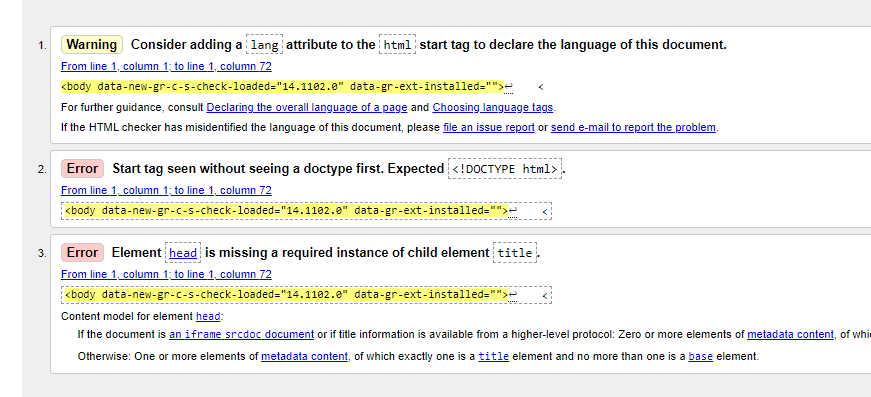 1. Warning Consider adding a lang attribute to the html start tag to declare the language of this document.
From line 1, column 1; to line 1, column 72
<body data-new-gr-c-s-check-loaded="14.1102.0" data-gr-ext-installed="">↩ <
For further guidance, consult Declaring the overall language of a page and Choosing language tags.
If the HTML checker has misidentified the language of this document, please file an issue report or send e-mail to report the problem.
2. Error Start tag seen without seeing a doctype first. Expected <!DOCTYPE html>.
From line 1, column 1; to line 1, column 72
<body data-new-gr-c-s-check-loaded="14.1102.0" data-gr-ext-installed="">↩ <
3. Error Element head is missing a required instance of child element title.
From line 1, column 1; to line 1, column 72
<body data-new-gr-c-s-check-loaded="14.1102.0" data-gr-ext-installed="">↩ <
Content model for element head:
If the document is an iframe srcdoc document or if title information is available from a higher-level protocol: Zero or more elements of metadata content, of
Otherwise: One or more elements of metadata content, of which exactly one is a title element and no more than one is a base element.